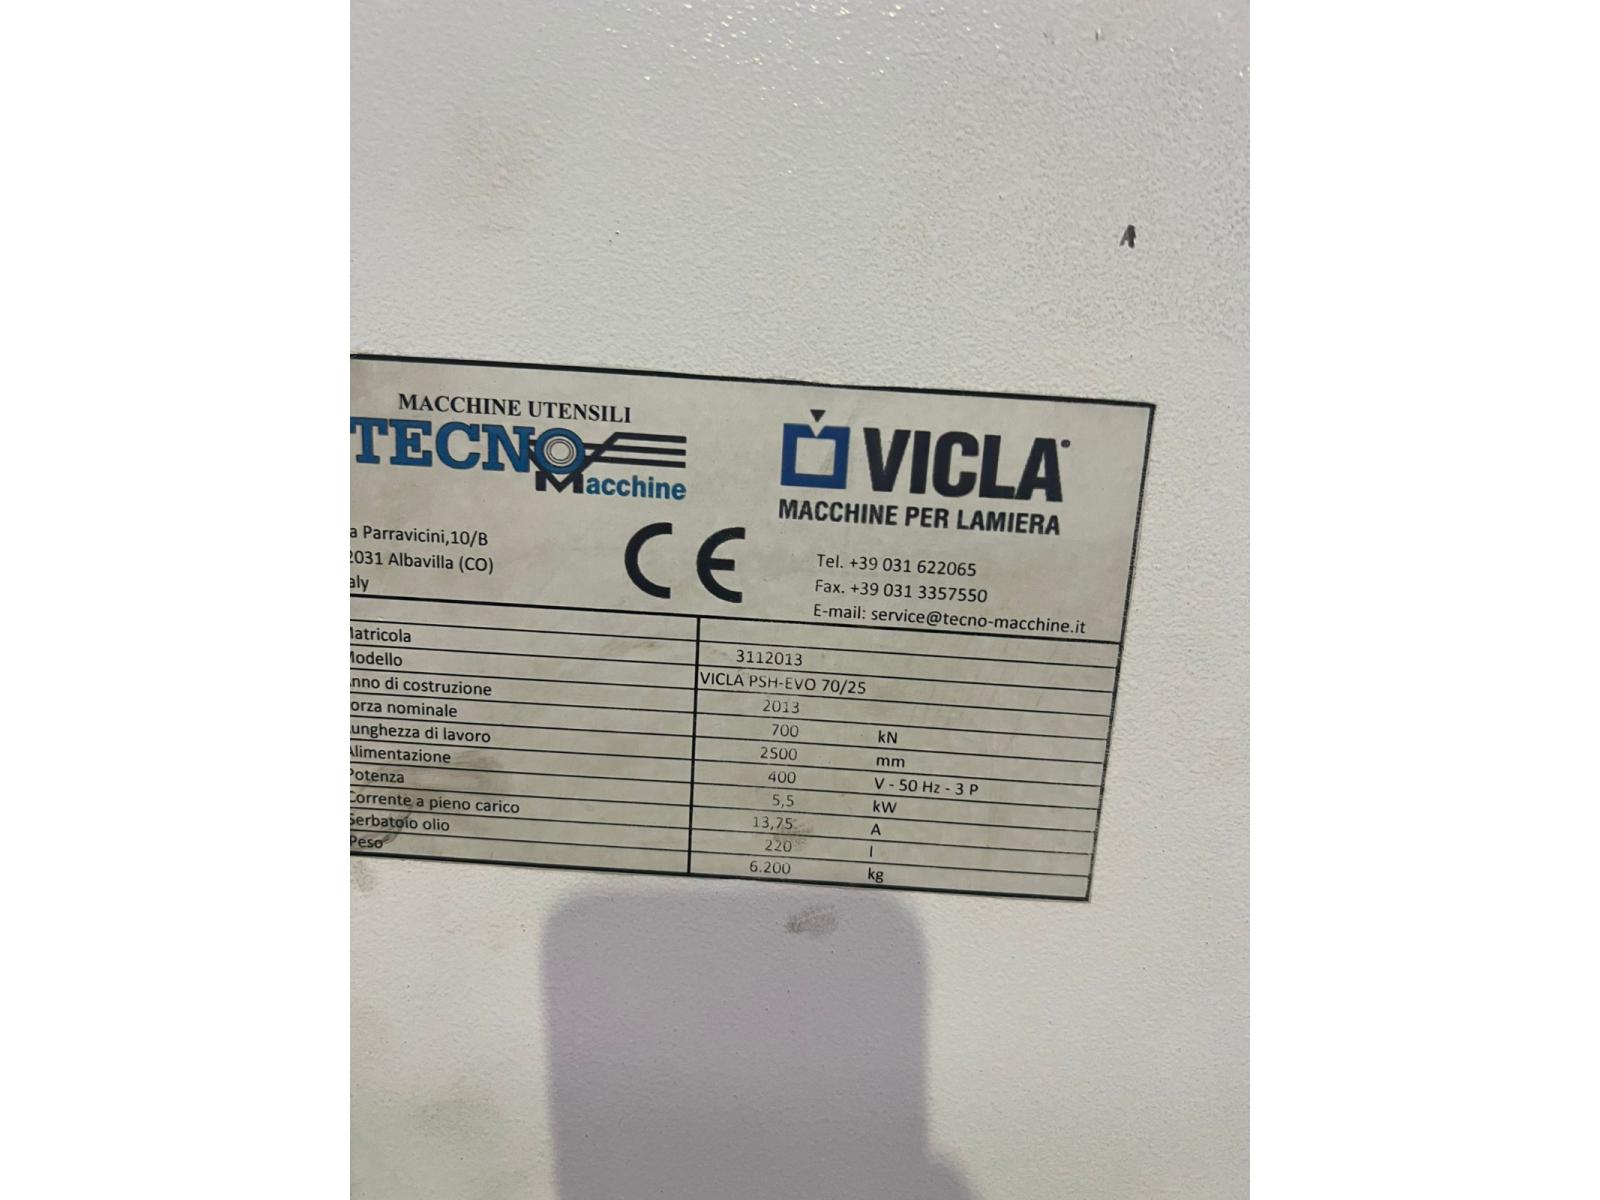 MACCHINE UTENSILI
TECNO
Macchine
VICLA
MACCHINE PER LAMIERA
a Parravicini,10/B
2031 Albavilla (CO)
aly
CE
Tel. +39 031 622065
Fax. +39 031 3357550
E-mail: service@tecno-macchine.it
Matricola 3112013
Modello VICLA PSH-EVO 70/25
nno di costruzione 2013
orza nominale 700 kN
unghezza di lavoro 2500 mm
Alimentazione 400 V - 50 Hz - 3 P
Potenza 5,5 kW
Corrente a pieno carico 13,75 A
Serbatoio olio 220 l
Peso 6.200 kg
A